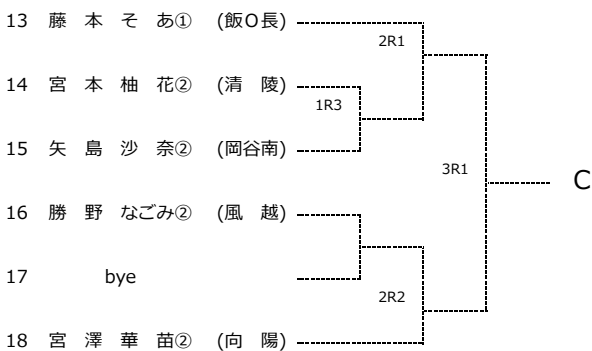 13 藤 本 そ あ① (飯O長)
2R1
14 宮 本 柚 花② (清 陵)
1R3
15 矢 島 沙 奈② (岡谷南)
3R1
C
16 勝 野 なごみ② (風 越)
17 bye
2R2
18 宮 澤 華 苗② (向 陽)